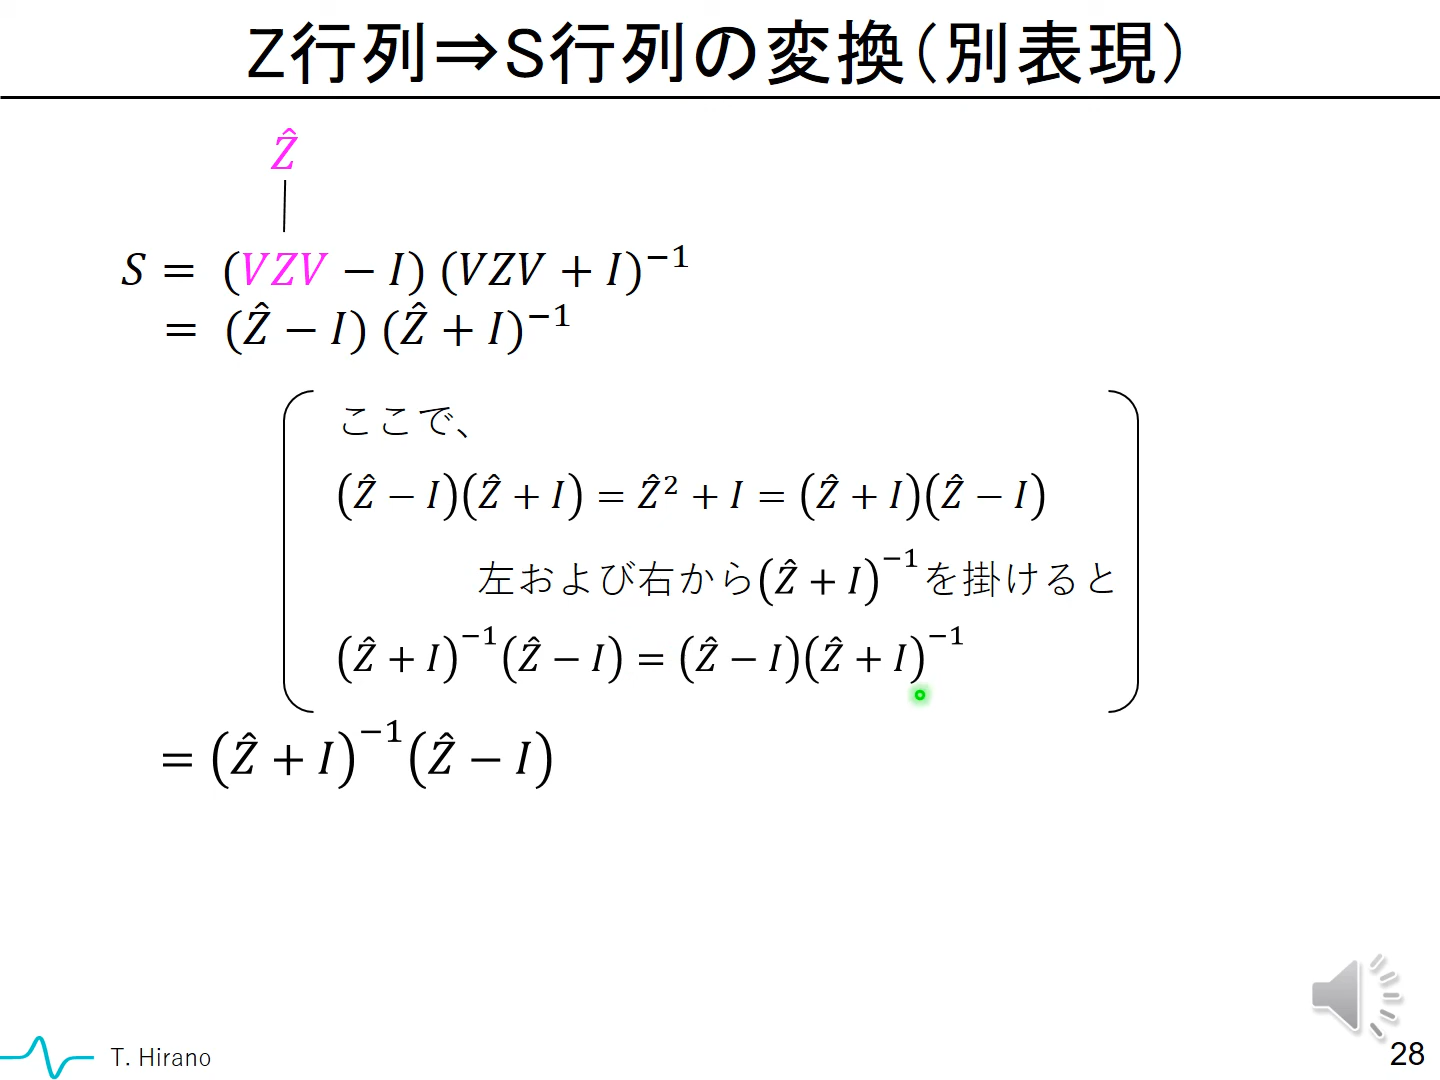 Z行列⇒S行列の変換(別表現)
Ẑ
S = (VZV − I) (VZV + I)⁻¹
= (Ẑ − I) (Ẑ + I)⁻¹
ここで、
(Ẑ − I)(Ẑ + I) = Ẑ² + I = (Ẑ + I)(Ẑ − I)
左および右から(Ẑ + I)⁻¹を掛けると
(Ẑ + I)⁻¹(Ẑ − I) = (Ẑ − I)(Ẑ + I)⁻¹
= (Ẑ + I)⁻¹(Ẑ − I)
T. Hirano
28